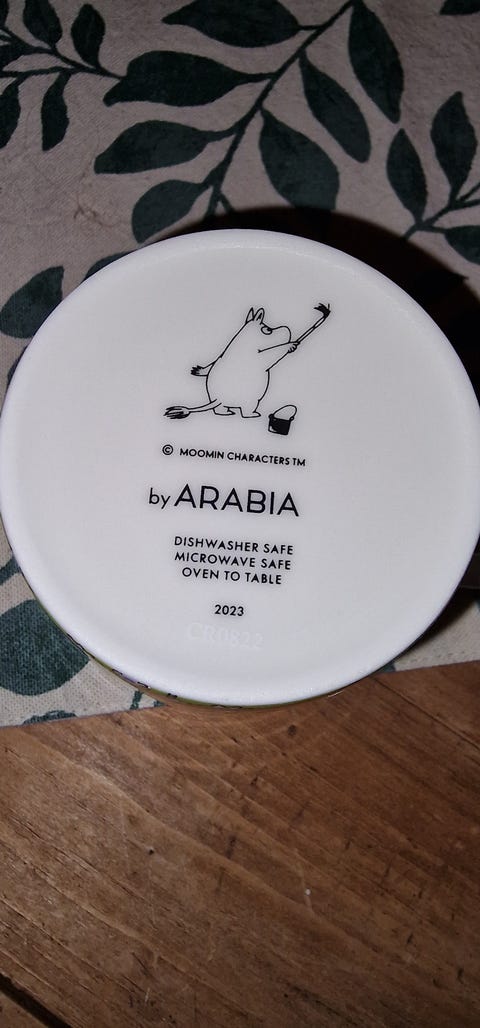 © MOOMIN CHARACTERS TM
by ARABIA
DISHWASHER SAFE
MICROWAVE SAFE
OVEN TO TABLE
2023
CR0822